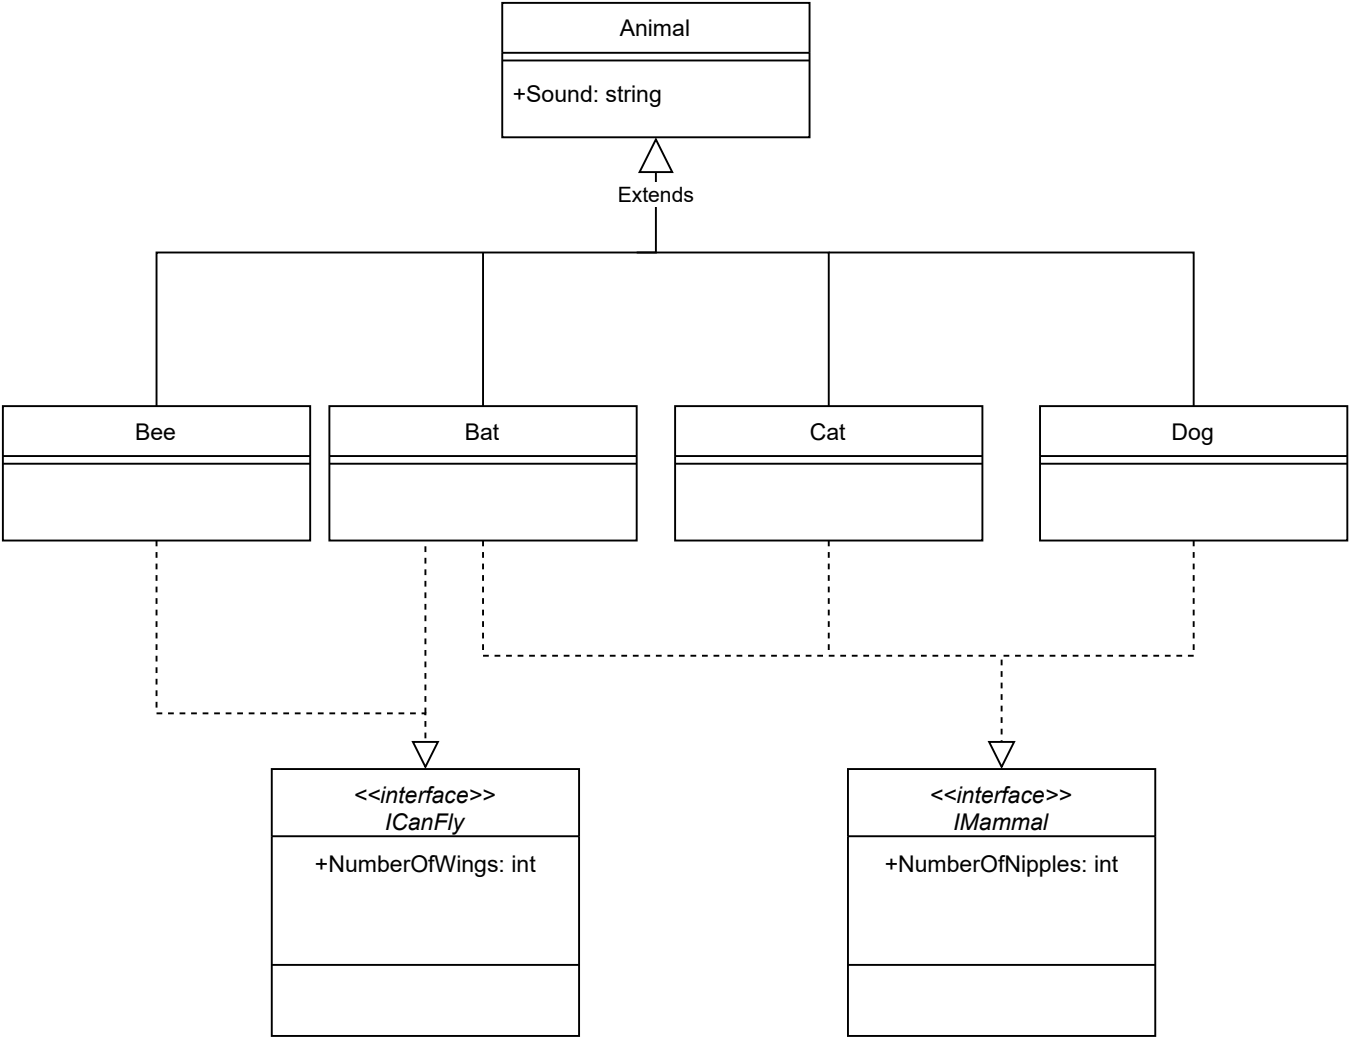 Animal
+Sound: string
Extends
Bee
Bat
Cat
Dog
<<interface>>
ICanFly
+NumberOfWings: int
<<interface>>
IMammal
+NumberOfNipples: int